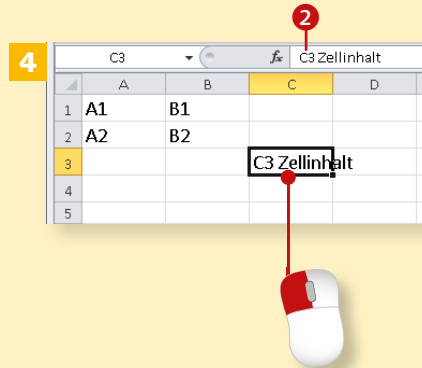 2
4
C3 fx C3 Zellinhalt
A B C D
1 A1 B1
2 A2 B2
3 C3 Zellinhalt
4
5